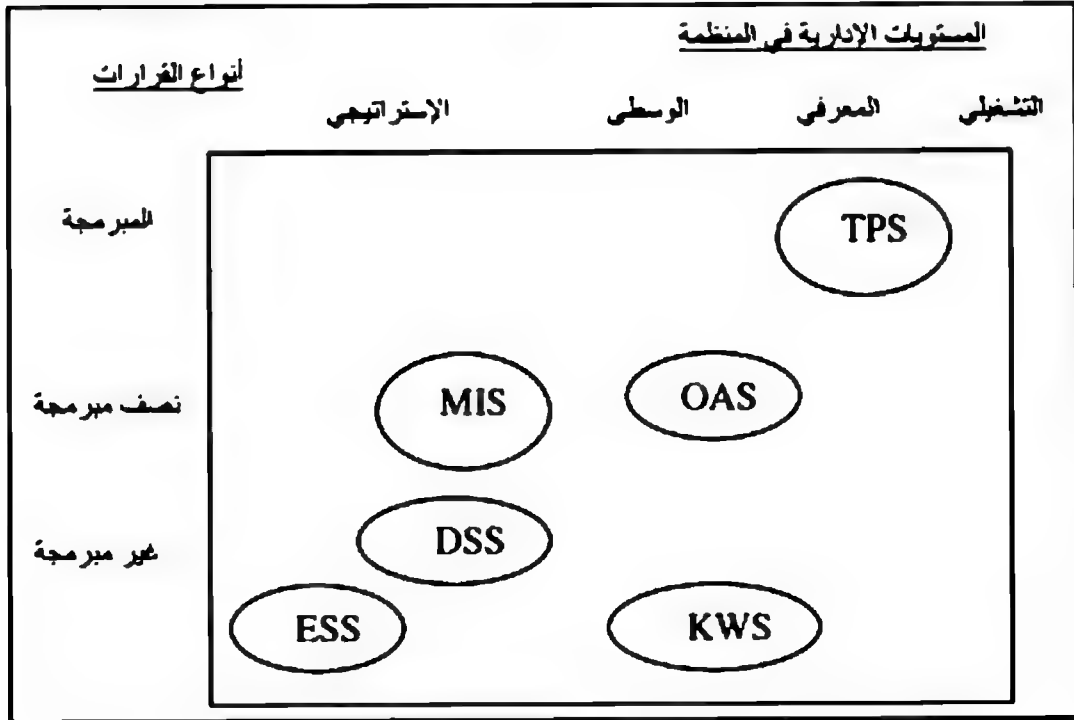 المستويات الإدارية في المنظمة
أنواع القرارات
التشغيلي المعرفي الوسطى الإستراتيجي
المبرمجة
TPS
نصف مبرمجة
OAS MIS
غير مبرمجة
DSS
KWS ESS